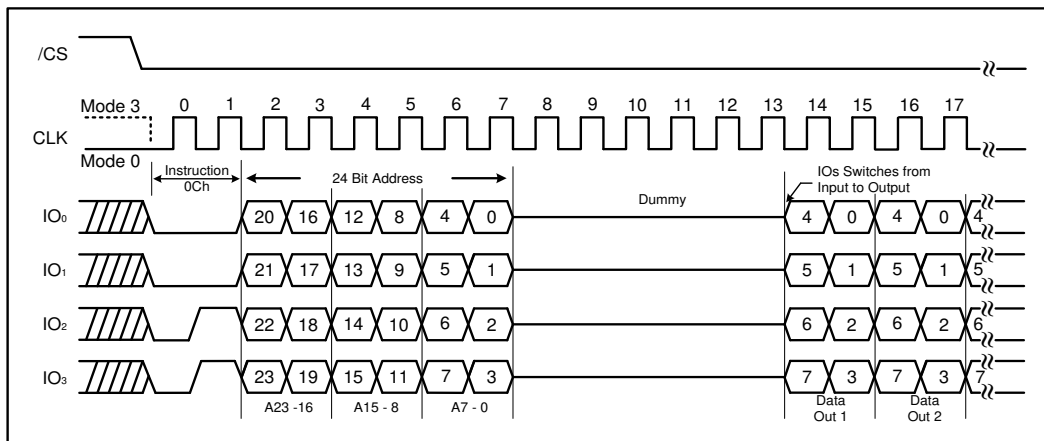 /CS
Mode 3 0 1 2 3 4 5 6 7 8 9 10 11 12 13 14 15 16 17
CLK
Mode 0
Instruction
0Ch
24 Bit Address
Dummy
IOs Switches from
Input to Output
IO0 20 16 12 8 4 0 4 0 4 0 4
IO1 21 17 13 9 5 1 5 1 5 1 5
IO2 22 18 14 10 6 2 6 2 6 2 6
IO3 23 19 15 11 7 3 7 3 7 3 7
A23 -16 A15 - 8 A7 - 0
Data
Out 1
Data
Out 2